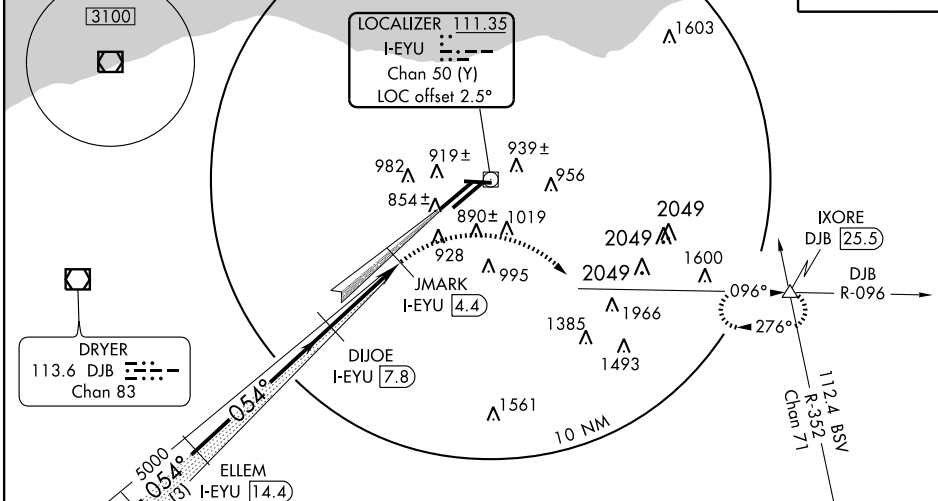 3100
LOCALIZER 111.35
I-EYU
Chan 50 (Y)
LOC offset 2.5°
1603
982
919±
939±
956
854±
890±
1019
928
995
2049
2049
2049
1600
1966
1385
1493
1561
IXORE
DJB 25.5
DJB
R-096
096°
276°
JMARK
I-EYU 4.4
DIJOE
I-EYU 7.8
DRYER
113.6 DJB
Chan 83
054°
5000
054°
ELLEM
I-EYU 14.4
10 NM
112.4 BSV
R-352
Chan 71